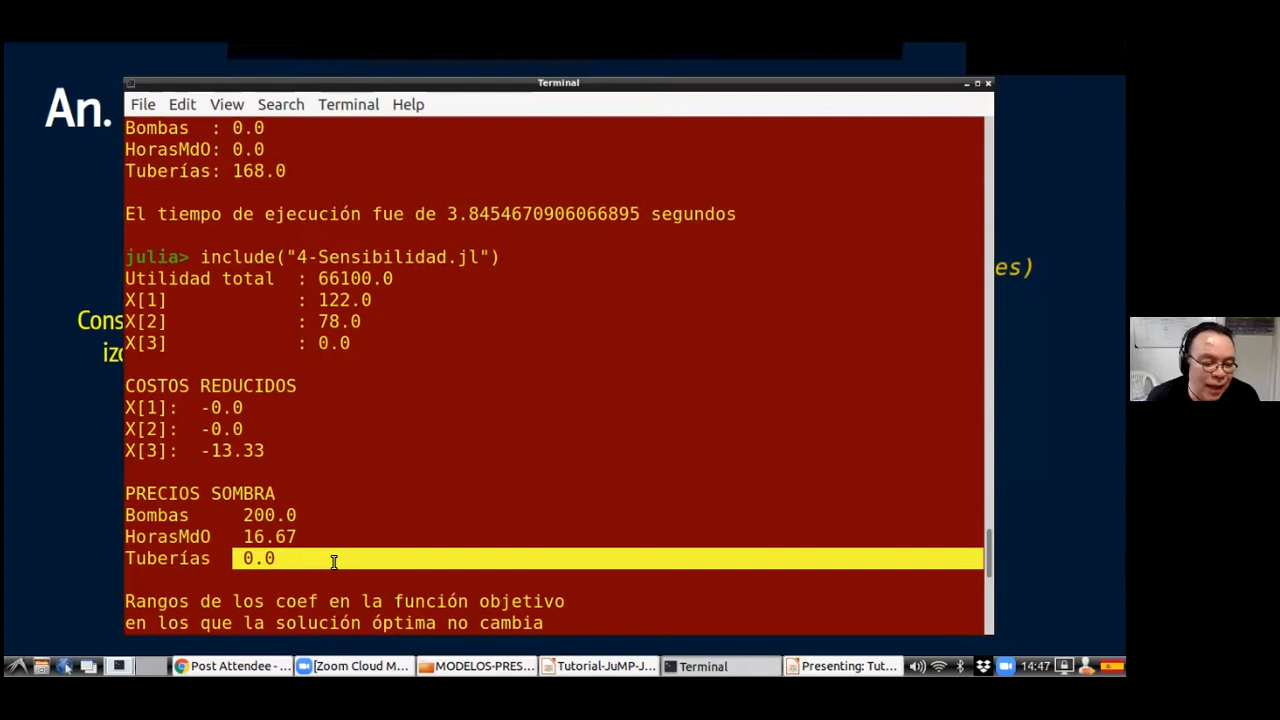 An.
Terminal
File Edit View Search Terminal Help
Bombas : 0.0
HorasMdO: 0.0
Tuberías: 168.0
El tiempo de ejecución fue de 3.8454670906066895 segundos
julia> include("4-Sensibilidad.jl")
Utilidad total : 66100.0
X[1] : 122.0
X[2] : 78.0
X[3] : 0.0
COSTOS REDUCIDOS
X[1]: -0.0
X[2]: -0.0
X[3]: -13.33
PRECIOS SOMBRA
Bombas 200.0
HorasMdO 16.67
Tuberías 0.0
Rangos de los coef en la función objetivo
en los que la solución óptima no cambia
es)
Cons
izo
Post Attendee -... [Zoom Cloud M... MODELOS-PRES... Tutorial-JuMP-J... Terminal Presenting: Tut... 14:47